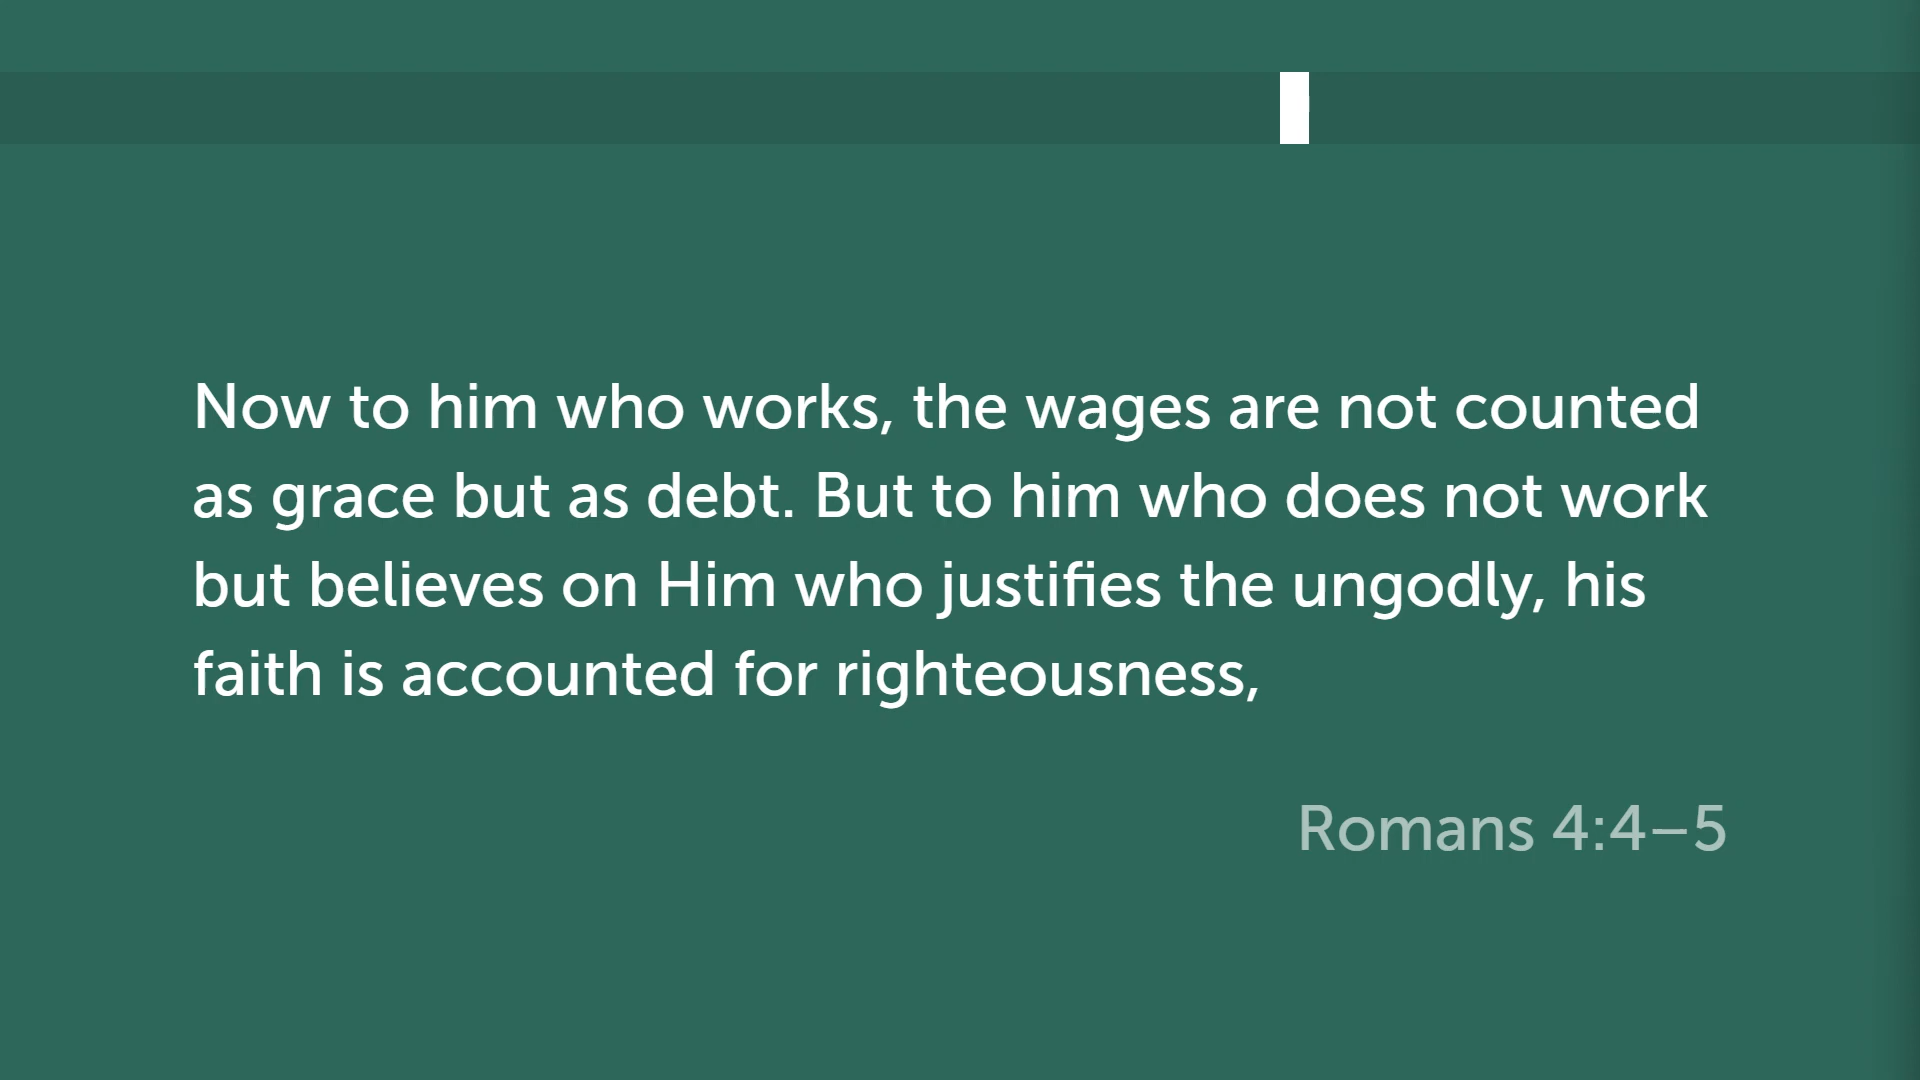 Now to him who works, the wages are not counted
as grace but as debt. But to him who does not work
but believes on Him who justifies the ungodly, his
faith is accounted for righteousness,
Romans 4:4–5